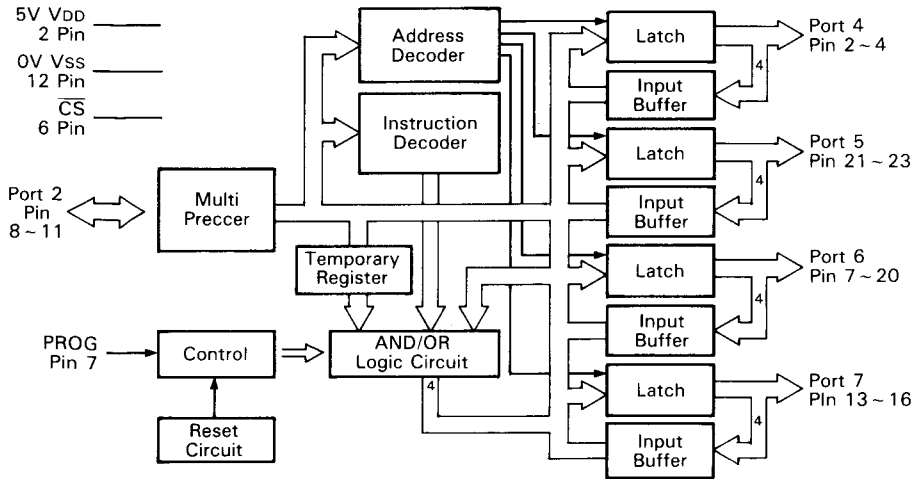 5V VDD
2 Pin
0V VSS
12 Pin
CS
6 Pin
Port 2
Pin
8~11
PROG
Pin 7
Multi
Preccer
Control
Reset
Circuit
Address
Decoder
Instruction
Decoder
Temporary
Register
AND/OR
Logic Circuit
4
Latch
4
Input
Buffer
Port 4
Pin 2~4
Latch
4
Input
Buffer
Port 5
Pin 21~23
Latch
4
Input
Buffer
Port 6
Pin 7~20
Latch
4
Input
Buffer
Port 7
PIn 13~16